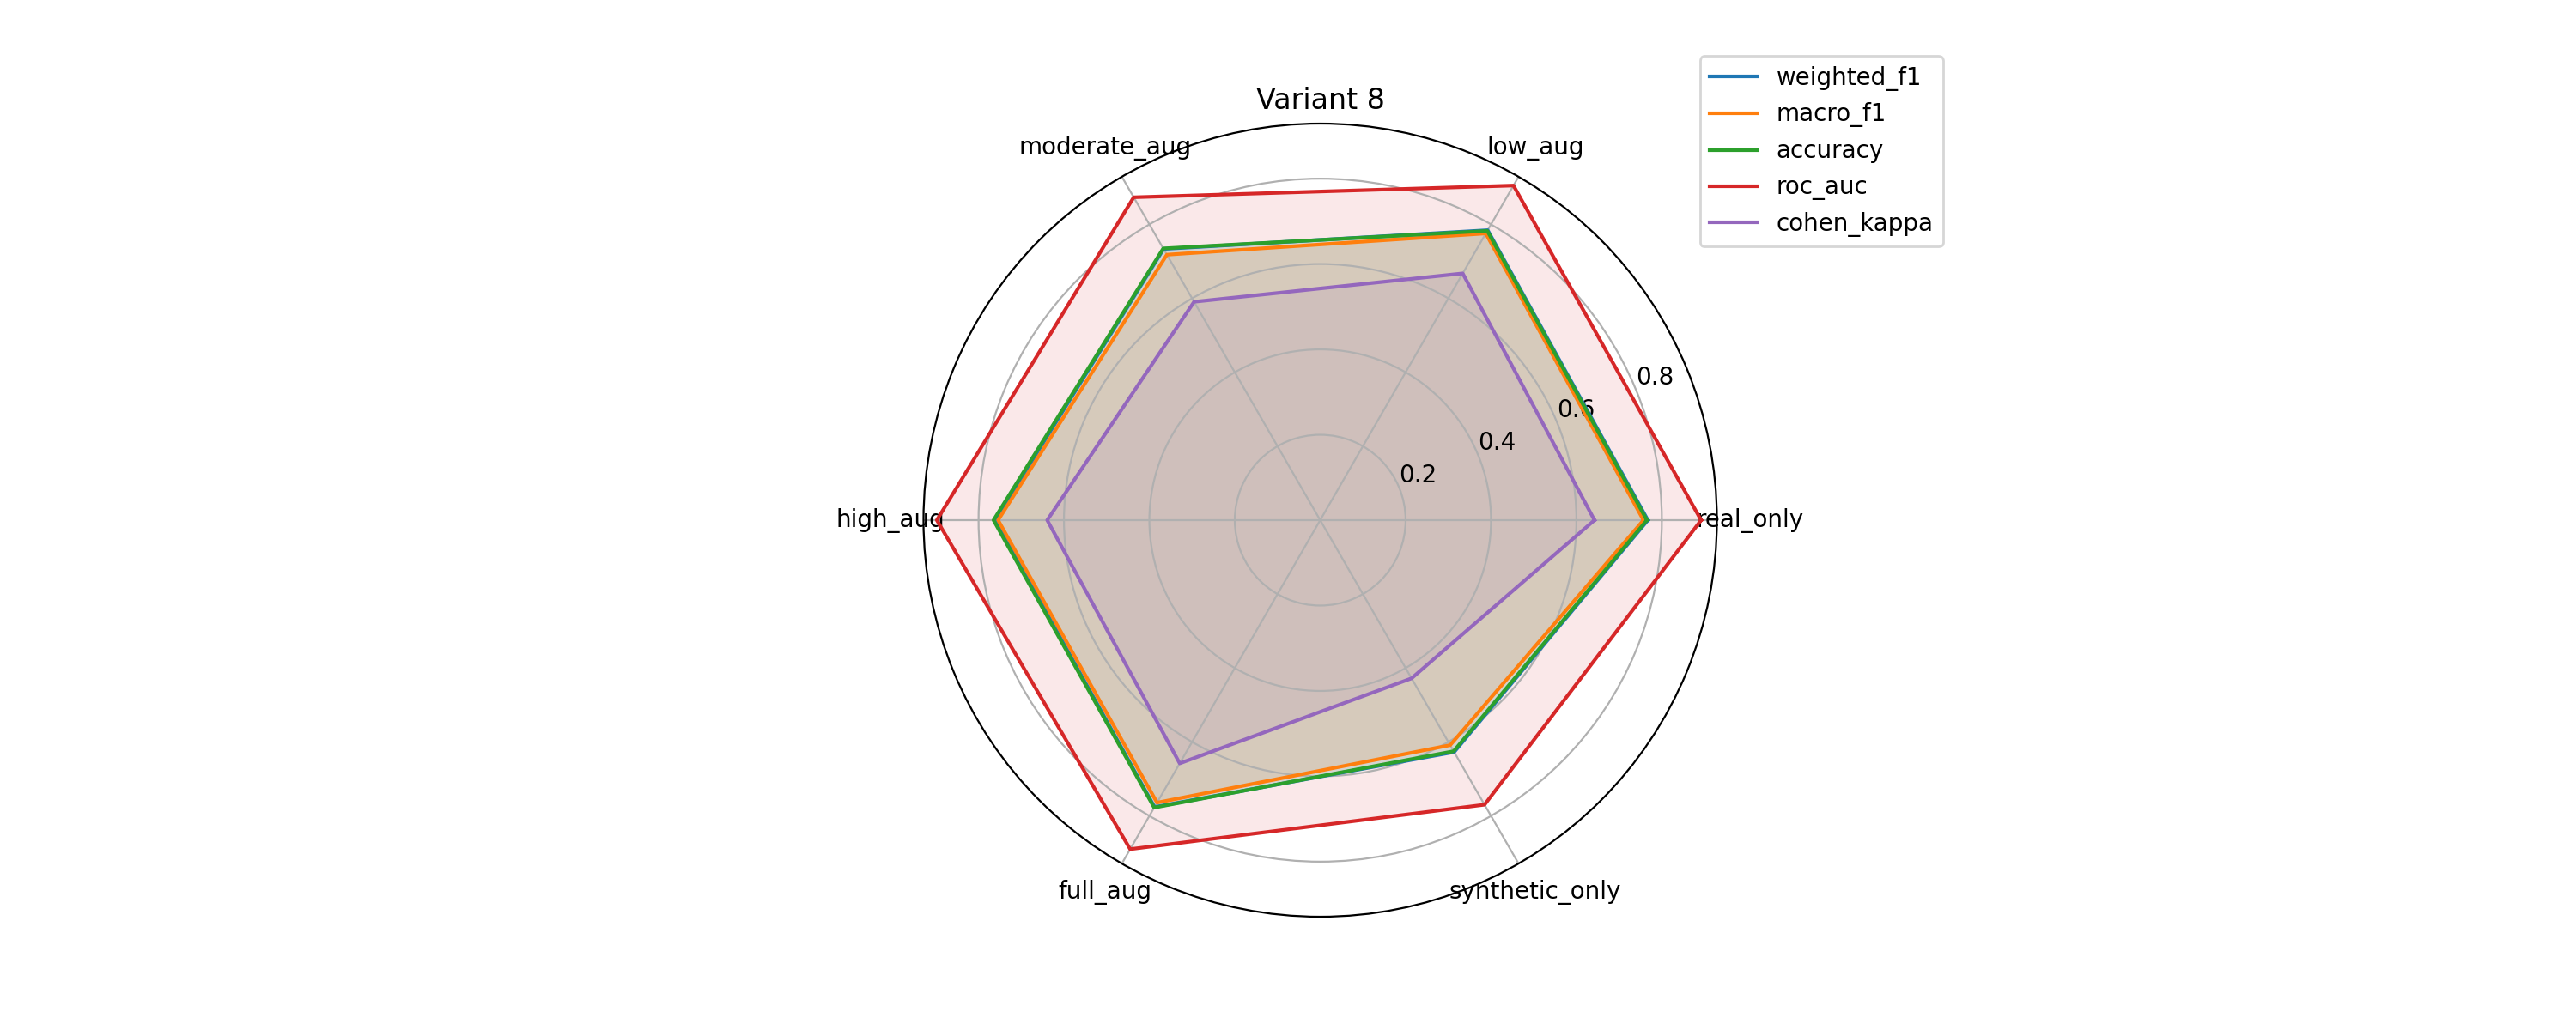 Variant 8
weighted_f1
macro_f1
accuracy
roc_auc
cohen_kappa
moderate_aug
low_aug
0.8
0.6
0.4
0.2
high_aug
real_only
full_aug
synthetic_only